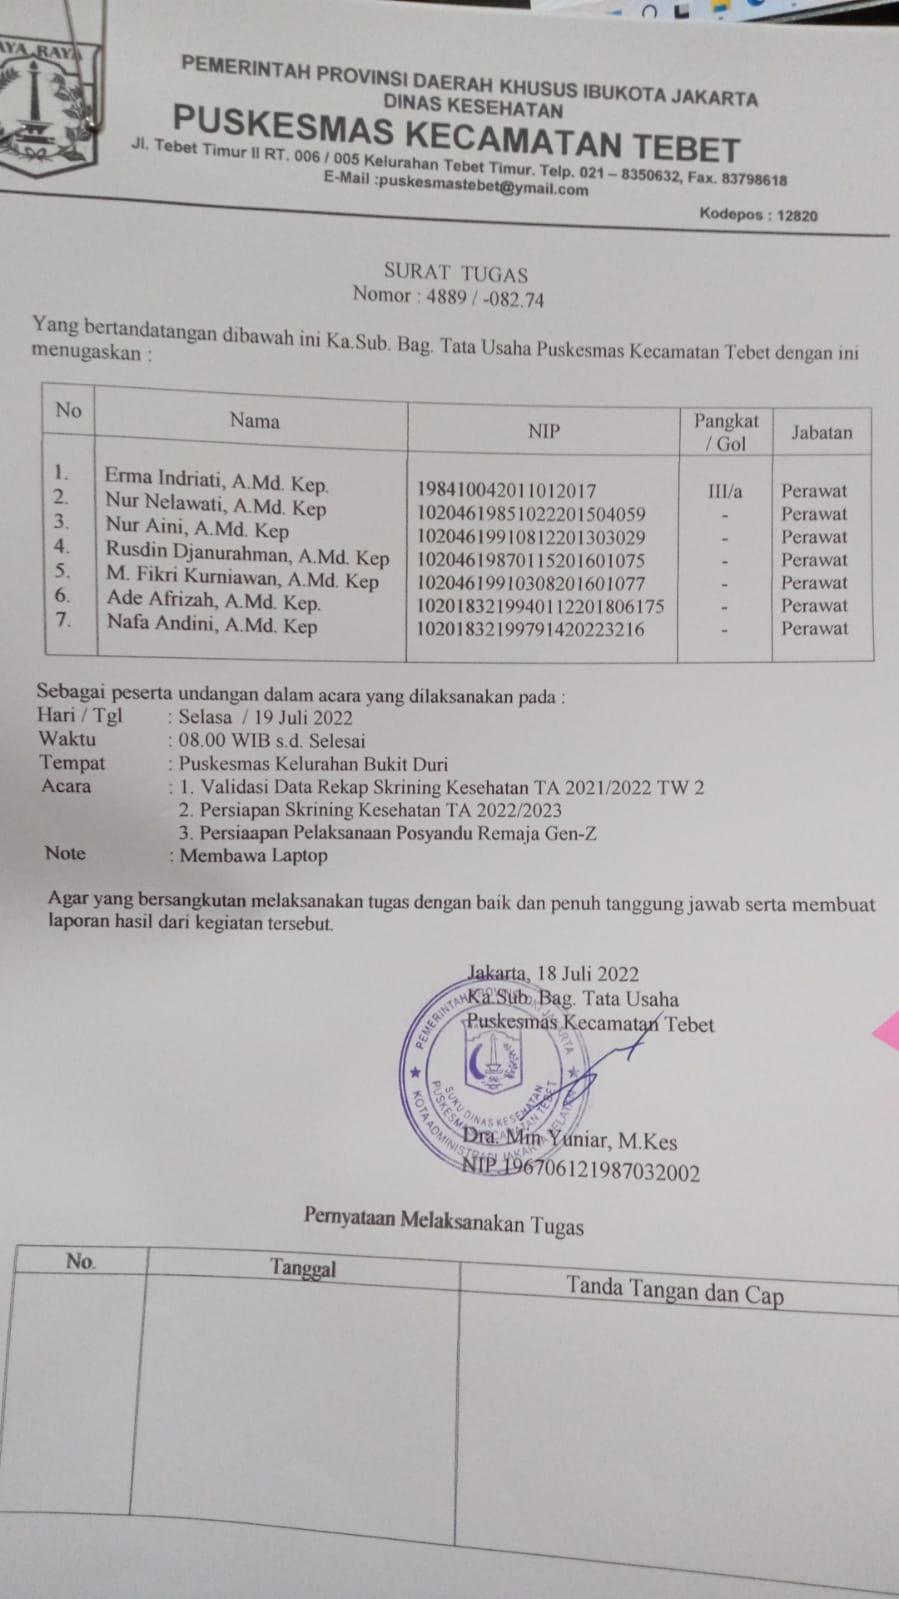 AYA RAYA
PEMERINTAH PROVINSI DAERAH KHUSUS IBUKOTA JAKARTA
DINAS KESEHATAN
PUSKESMAS KECAMATAN TEBET
Jl. Tebet Timur II RT. 006 / 005 Kelurahan Tebet Timur. Telp. 021 – 8350632, Fax. 83798618
E-Mail :puskesmastebet@ymail.com
Kodepos : 12820
SURAT TUGAS
Nomor : 4889 / -082.74
Yang bertandatangan dibawah ini Ka.Sub. Bag. Tata Usaha Puskesmas Kecamatan Tebet dengan ini
menugaskan :
No Nama NIP Pangkat / Gol Jabatan
1. Erma Indriati, A.Md. Kep. 198410042011012017 III/a Perawat
2. Nur Nelawati, A.Md. Kep 10204619851022201504059 - Perawat
3. Nur Aini, A.Md. Kep 10204619910812201303029 - Perawat
4. Rusdin Djanurahman, A.Md. Kep 10204619870115201601075 - Perawat
5. M. Fikri Kurniawan, A.Md. Kep 10204619910308201601077 - Perawat
6. Ade Afrizah, A.Md. Kep. 1020183219940112201806175 - Perawat
7. Nafa Andini, A.Md. Kep 10201832199791420223216 - Perawat
Sebagai peserta undangan dalam acara yang dilaksanakan pada :
Hari / Tgl : Selasa / 19 Juli 2022
Waktu : 08.00 WIB s.d. Selesai
Tempat : Puskesmas Kelurahan Bukit Duri
Acara : 1. Validasi Data Rekap Skrining Kesehatan TA 2021/2022 TW 2
2. Persiapan Skrining Kesehatan TA 2022/2023
3. Persiaapan Pelaksanaan Posyandu Remaja Gen-Z
Note : Membawa Laptop
Agar yang bersangkutan melaksanakan tugas dengan baik dan penuh tanggung jawab serta membuat
laporan hasil dari kegiatan tersebut.
Jakarta, 18 Juli 2022
Ka.Sub. Bag. Tata Usaha
Puskesmas Kecamatan Tebet
PEMERINTAH PROVINSI DKI JAKARTA
KOTA ADMINISTRASI JAKARTA SELATAN
SUKU DINAS KESEHATAN
PUSKESMAS KECAMATAN TEBET
Dra. Min Yuniar, M.Kes
NIP 196706121987032002
Pernyataan Melaksanakan Tugas
No. Tanggal Tanda Tangan dan Cap